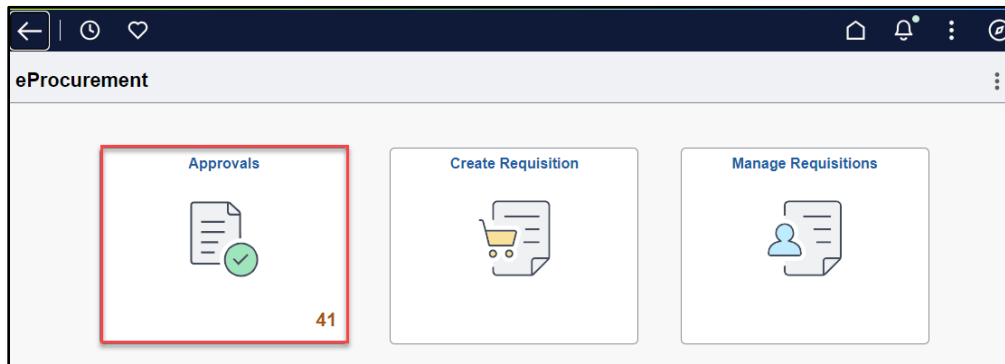 eProcurement
Approvals
Create Requisition
Manage Requisitions
41